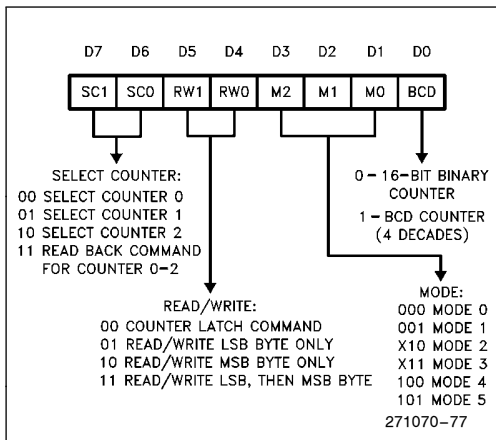 D7 D6 D5 D4 D3 D2 D1 D0
SC1 SC0 RW1 RW0 M2 M1 M0 BCD
SELECT COUNTER:
00 SELECT COUNTER 0
01 SELECT COUNTER 1
10 SELECT COUNTER 2
11 READ BACK COMMAND
FOR COUNTER 0-2
0-16-BIT BINARY
COUNTER
1-BCD COUNTER
(4 DECADES)
READ/WRITE:
00 COUNTER LATCH COMMAND
01 READ/WRITE LSB BYTE ONLY
10 READ/WRITE MSB BYTE ONLY
11 READ/WRITE LSB, THEN MSB BYTE
MODE:
000 MODE 0
001 MODE 1
X10 MODE 2
X11 MODE 3
100 MODE 4
101 MODE 5
271070-77